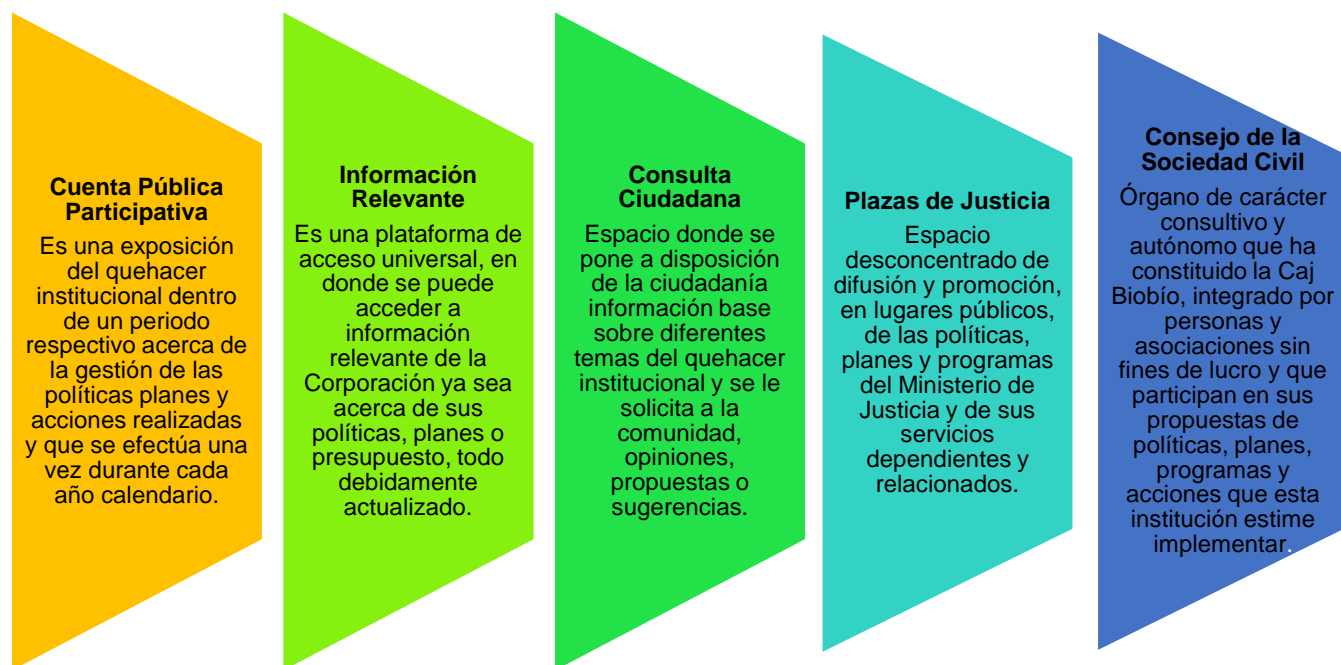 Cuenta Pública
Participativa
Es una exposición
del quehacer
institucional dentro
de un periodo
respectivo acerca de
la gestión de las
políticas planes y
acciones realizadas
y que se efectúa una
vez durante cada
año calendario.
Información
Relevante
Es una plataforma de
acceso universal, en
donde se puede
acceder a
información
relevante de la
Corporación ya sea
acerca de sus
políticas, planes o
presupuesto, todo
debidamente
actualizado.
Consulta
Ciudadana
Espacio donde se
pone a disposición
de la ciudadanía
información base
sobre diferentes
temas del quehacer
institucional y se le
solicita a la
comunidad,
opiniones,
propuestas o
sugerencias.
Plazas de Justicia
Espacio
desconcentrado de
difusión y promoción,
en lugares públicos,
de las políticas,
planes y programas
del Ministerio de
Justicia y de sus
servicios
dependientes y
relacionados.
Consejo de la
Sociedad Civil
Órgano de carácter
consultivo y
autónomo que ha
constituido la Caj
Biobío, integrado por
personas y
asociaciones sin
fines de lucro y que
participan en sus
propuestas de
políticas, planes,
programas y
acciones que esta
institución estime
implementar.